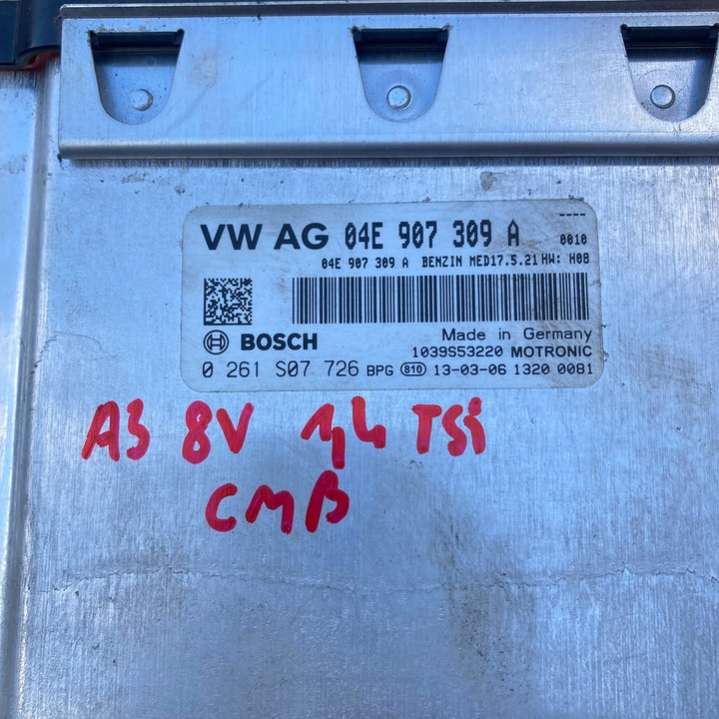 ----
VW AG 04E 907 309 A 0010
04E 907 309 A BENZIN MED17.5.21 HW: H08
BOSCH
Made in Germany
1039S53220 MOTRONIC
0 261 S07 726 BPG 810 13-03-06 1320 0081
A3 8V 1,4 TSi
CMB